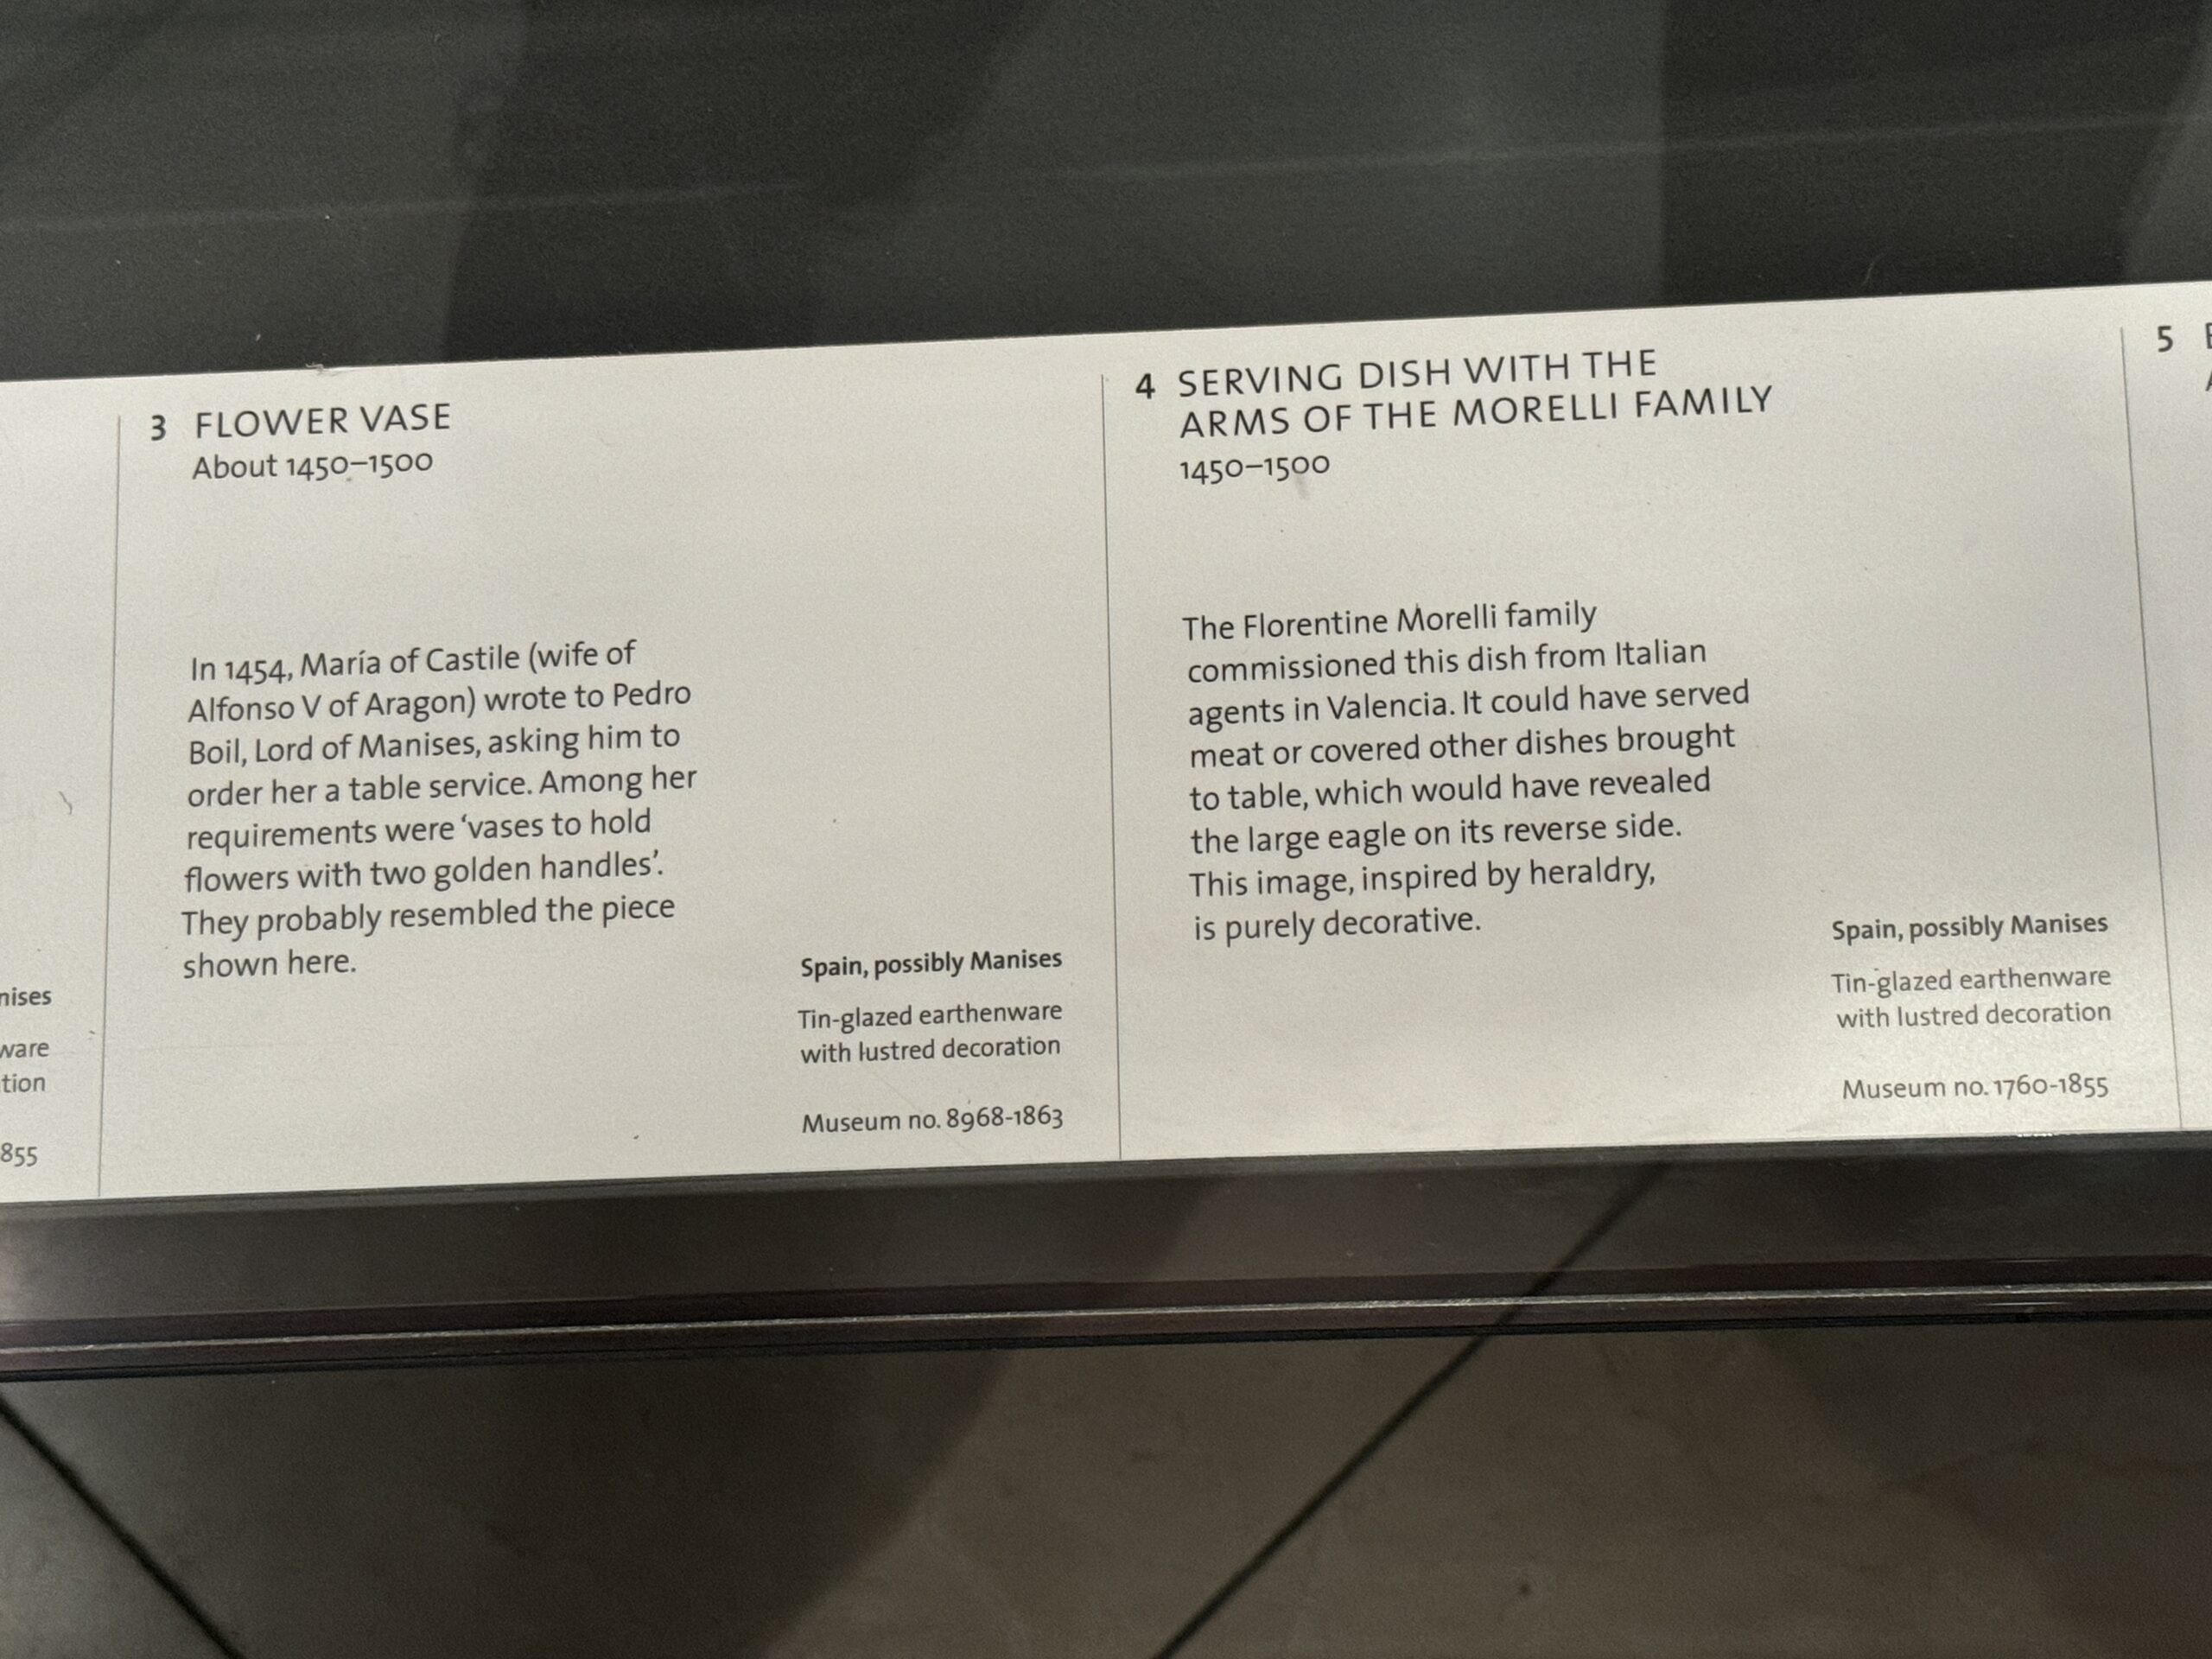 nises
ware
tion
855
3 FLOWER VASE
About 1450–1500
In 1454, María of Castile (wife of
Alfonso V of Aragon) wrote to Pedro
Boil, Lord of Manises, asking him to
order her a table service. Among her
requirements were ‘vases to hold
flowers with two golden handles’.
They probably resembled the piece
shown here.
Spain, possibly Manises
Tin-glazed earthenware
with lustred decoration
Museum no. 8968-1863
4 SERVING DISH WITH THE
ARMS OF THE MORELLI FAMILY
1450–1500
The Florentine Morelli family
commissioned this dish from Italian
agents in Valencia. It could have served
meat or covered other dishes brought
to table, which would have revealed
the large eagle on its reverse side.
This image, inspired by heraldry,
is purely decorative.
Spain, possibly Manises
Tin-glazed earthenware
with lustred decoration
Museum no. 1760-1855
5